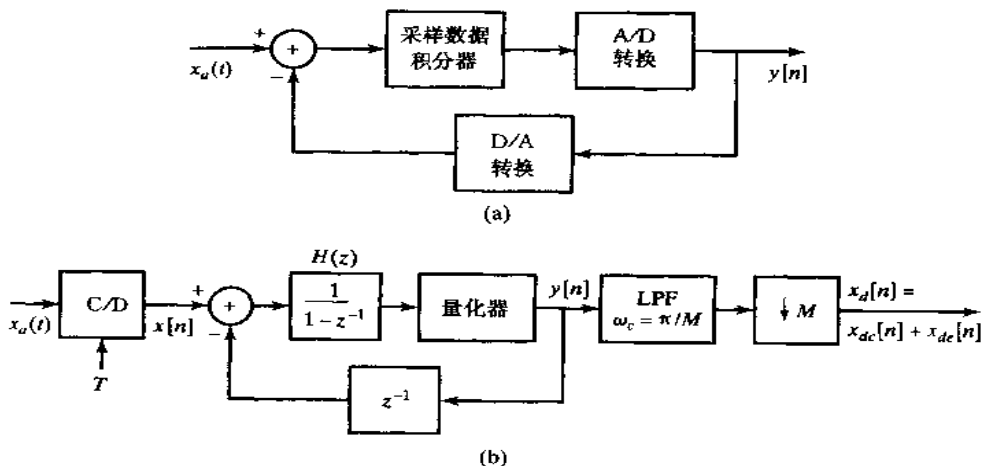 +
+
−
x_a(t)
采样数据
积分器
A/D
转换
y[n]
D/A
转换
(a)
x_a(t)
C/D
T
x[n]
+
+
−
H(z)
1
1 - z^{-1}
量化器
y[n]
LPF
ω_c = π/M
↓ M
x_d[n] =
x_{dc}[n] + x_{de}[n]
z^{-1}
(b)